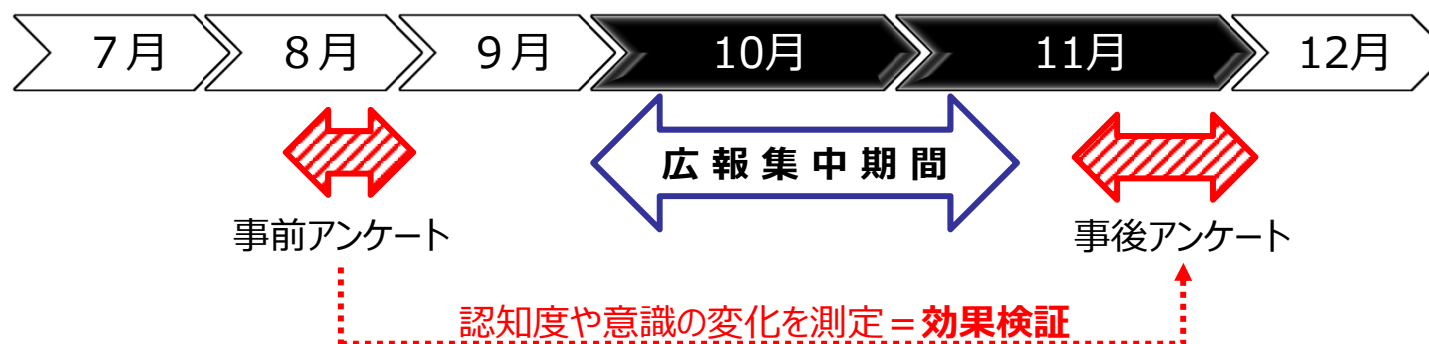 7月 8月 9月 10月 11月 12月
広報集中期間
事前アンケート 事後アンケート
認知度や意識の変化を測定=効果検証